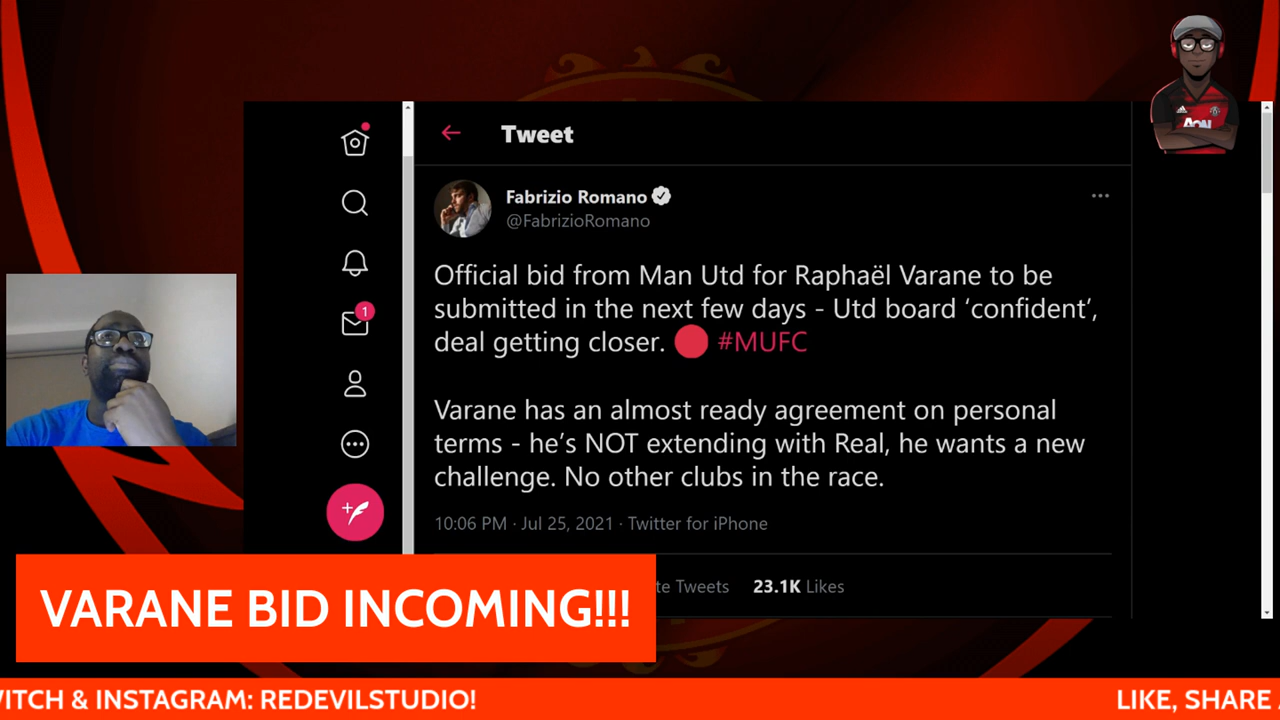 Tweet
Fabrizio Romano
@FabrizioRomano
Official bid from Man Utd for Raphaël Varane to be
submitted in the next few days - Utd board ‘confident’,
deal getting closer. #MUFC
Varane has an almost ready agreement on personal
terms - he’s NOT extending with Real, he wants a new
challenge. No other clubs in the race.
10:06 PM · Jul 25, 2021 · Twitter for iPhone
Tweets 23.1K Likes
1
AON
VARANE BID INCOMING!!!
& INSTAGRAM: REDEVILSTUDIO!
LIKE, SHARE